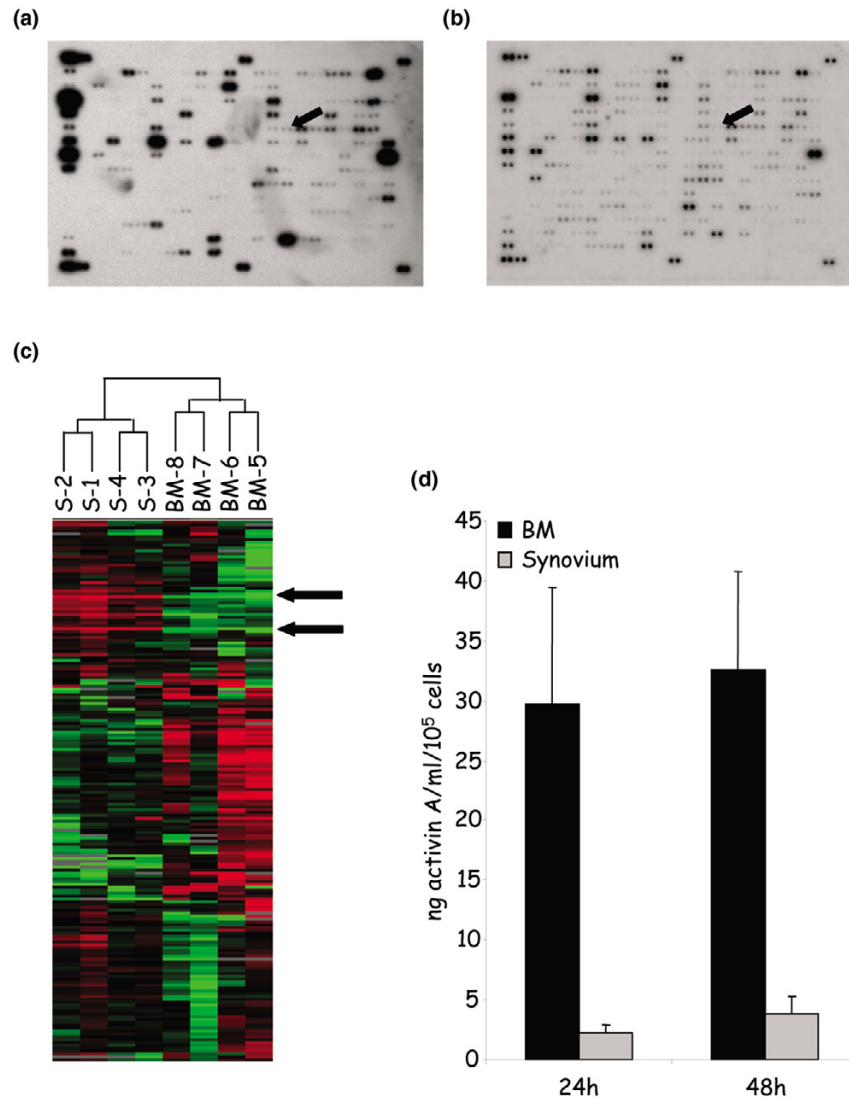 (a)
(b)
(c)
S-2
S-1
S-4
S-3
BM-8
BM-7
BM-6
BM-5
(d)
BM
Synovium
ng activin A/ml/10⁵ cells
45
40
35
30
25
20
15
10
5
0
24h
48h